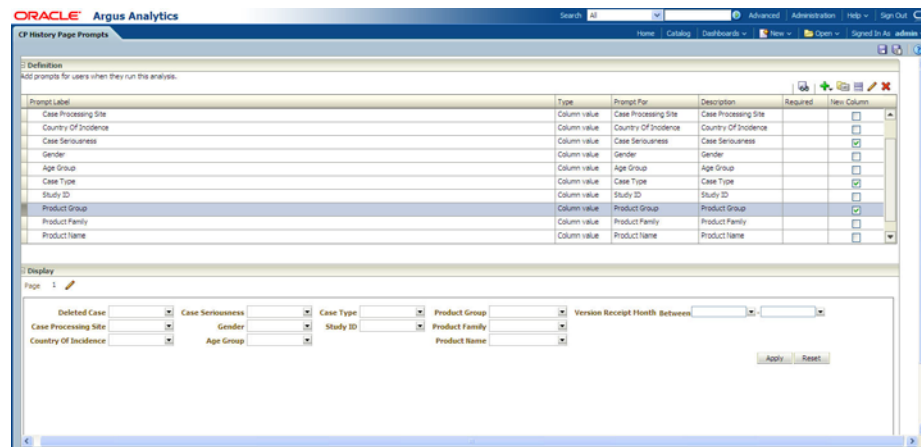 ORACLE Argus Analytics Search All Advanced Administration Help Sign Out
CP History Page Prompts Home Catalog Dashboards New Open Signed In As admin
Definition
Add prompts for users when they run this analysis.
Prompt Label Type Prompt For Description Required New Column
Case Processing Site Column value Case Processing Site Case Processing Site
Country Of Incidence Column value Country Of Incidence Country Of Incidence
Case Seriousness Column value Case Seriousness Case Seriousness
Gender Column value Gender Gender
Age Group Column value Age Group Age Group
Case Type Column value Case Type Case Type
Study ID Column value Study ID Study ID
Product Group Column value Product Group Product Group
Product Family Column value Product Family Product Family
Product Name Column value Product Name Product Name
Display
Page 1
Deleted Case Case Seriousness Case Type Product Group Version Receipt Month Between -
Case Processing Site Gender Study ID Product Family
Country Of Incidence Age Group Product Name
Apply Reset